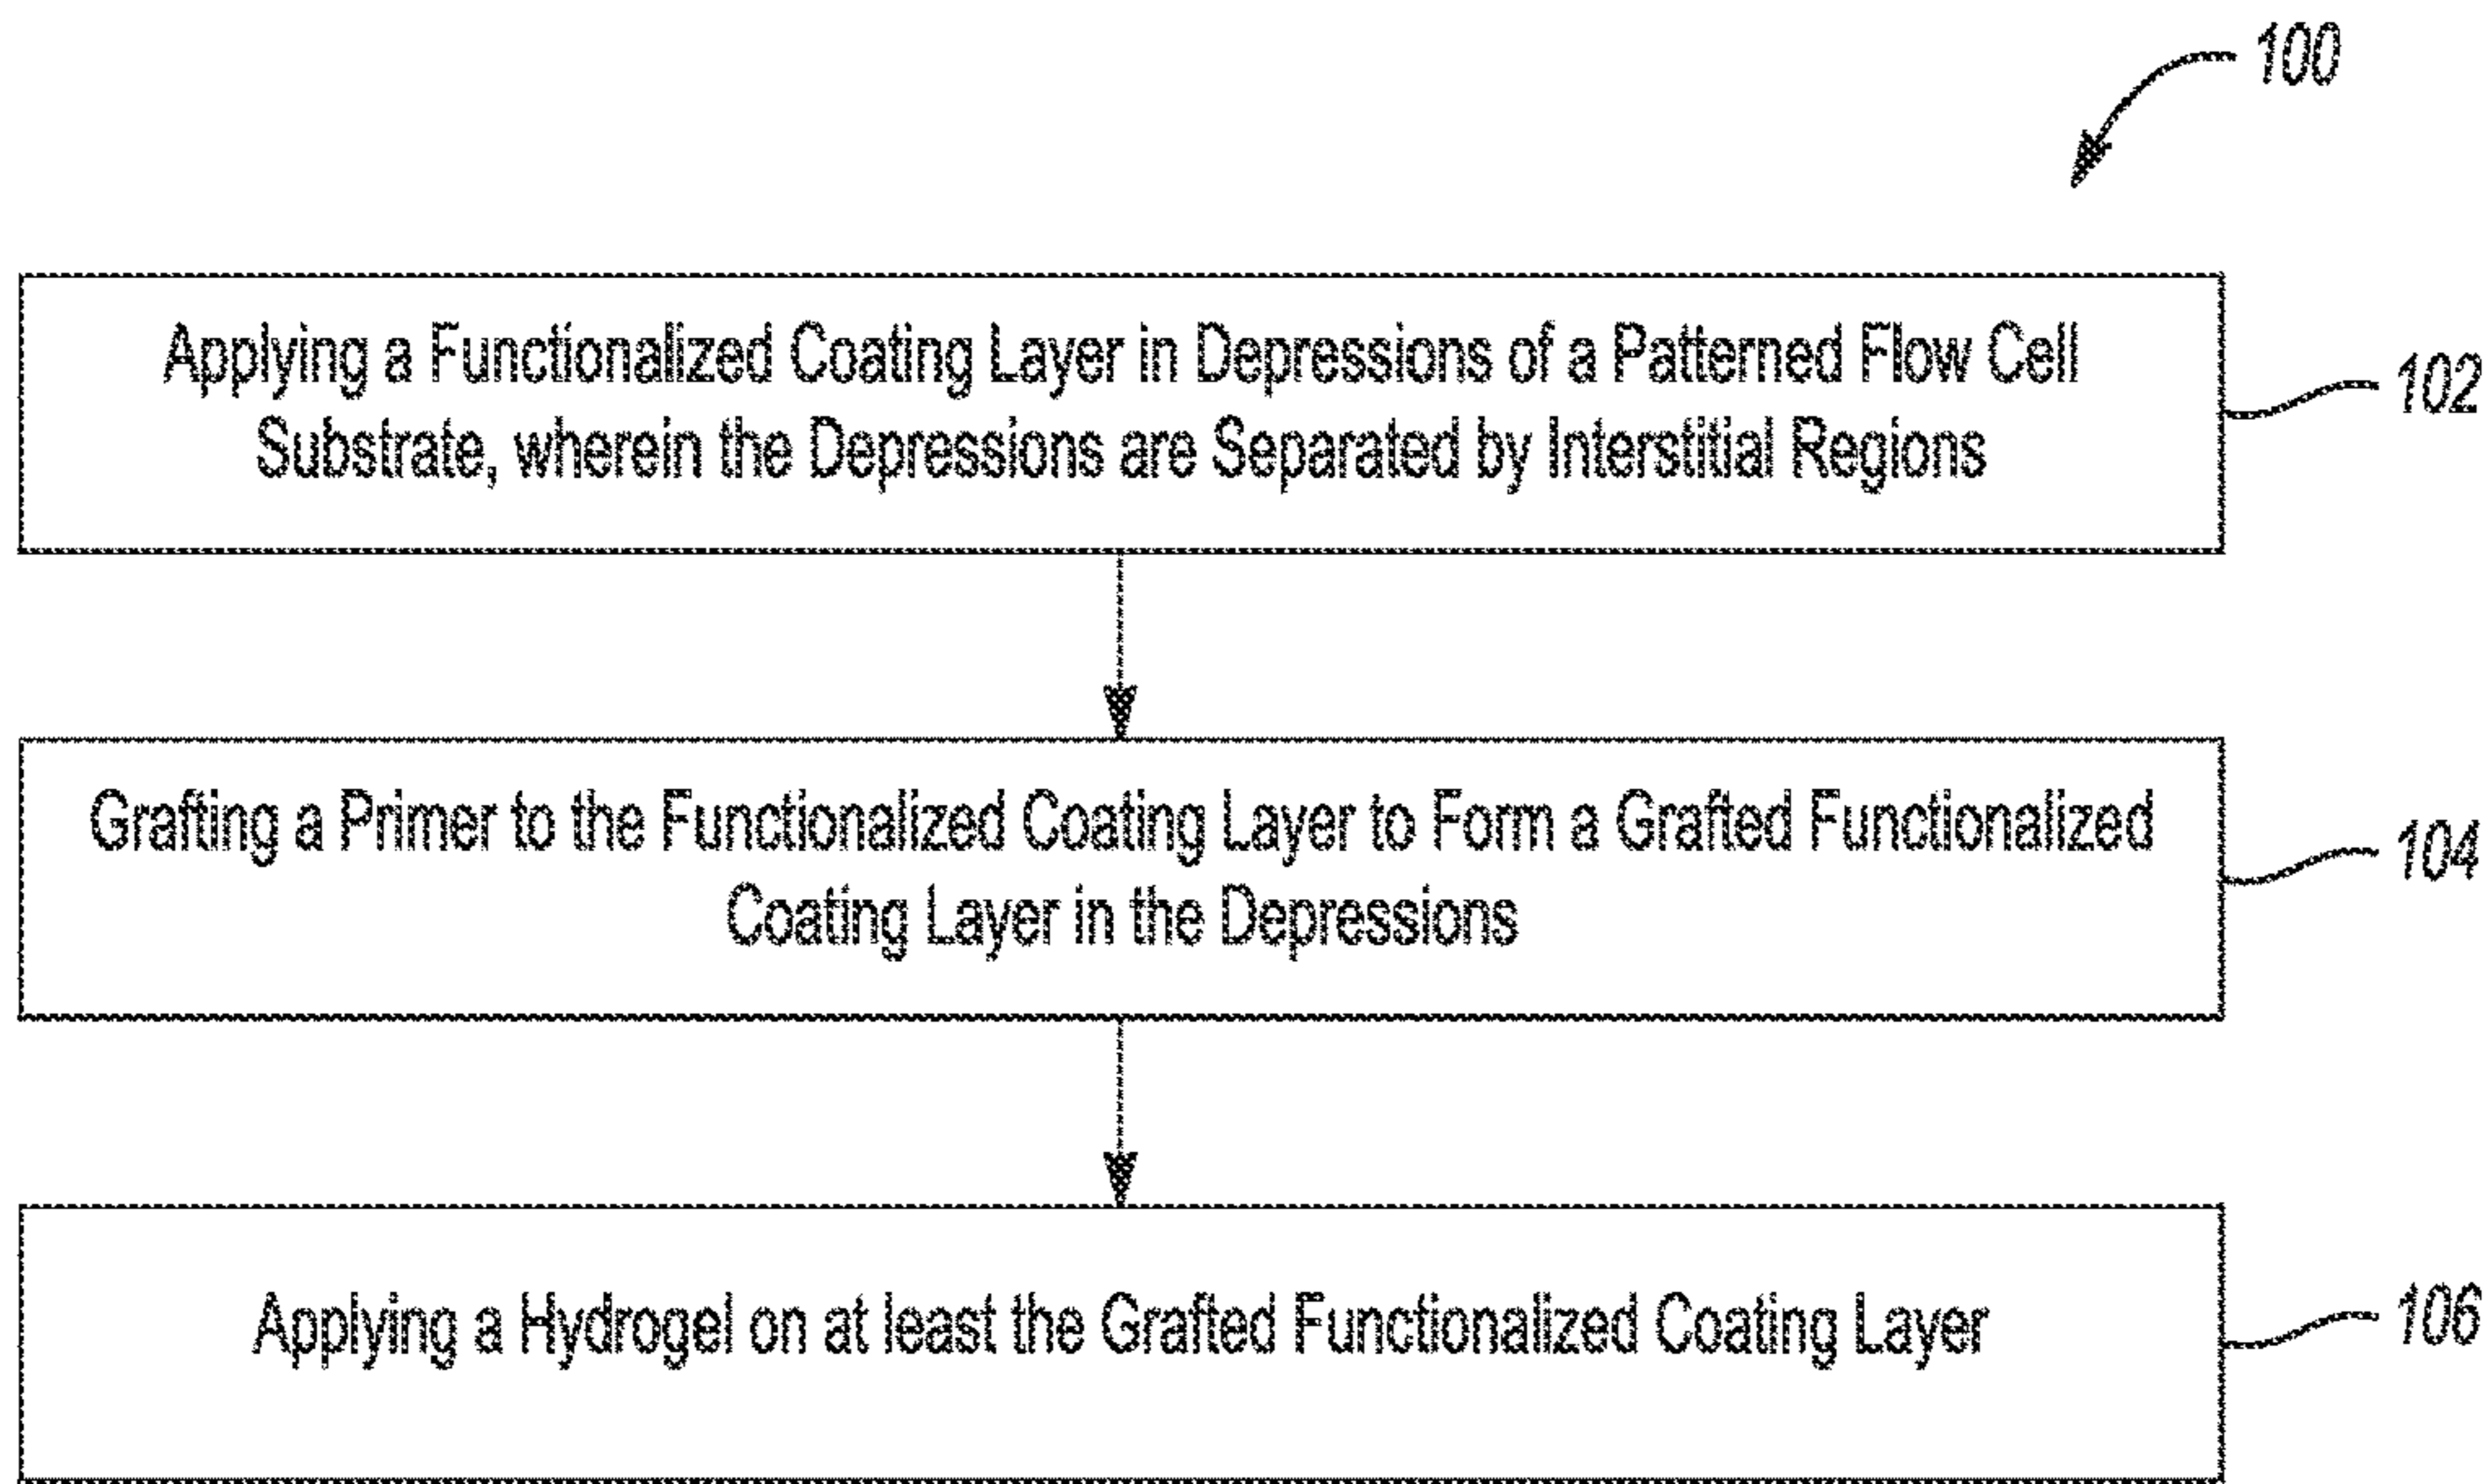 100
Applying a Functionalized Coating Layer in Depressions of a Patterned Flow Cell
Substrate, wherein the Depressions are Separated by Interstitial Regions
102
Grafting a Primer to the Functionalized Coating Layer to Form a Grafted Functionalized
Coating Layer in the Depressions
104
Applying a Hydrogel on at least the Grafted Functionalized Coating Layer
106